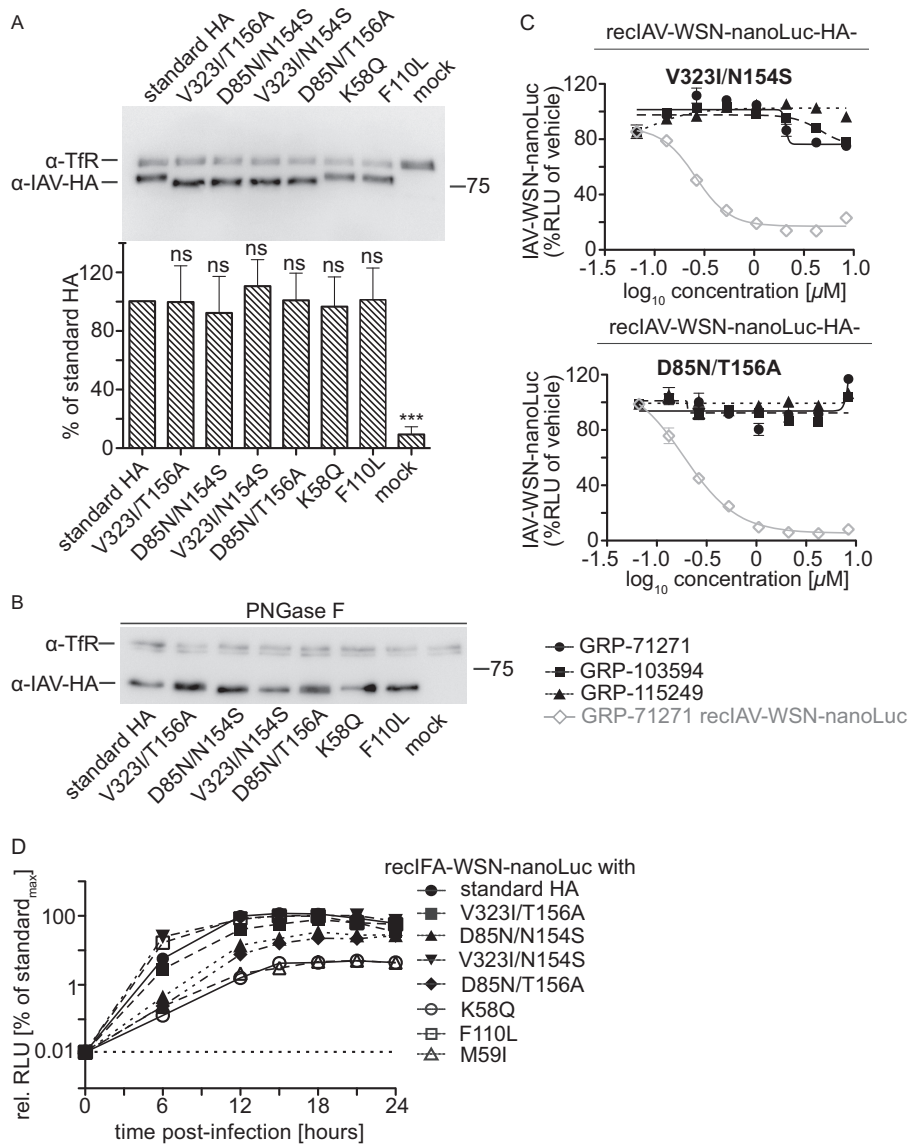 A
standard HA
V323I/T156A
D85N/N154S
V323I/N154S
D85N/T156A
K58Q
F110L
mock
α-TfR
α-IAV-HA
75
% of standard HA
120
80
40
0
ns
ns
ns
ns
ns
ns
***
standard HA
V323I/T156A
D85N/N154S
V323I/N154S
D85N/T156A
K58Q
F110L
mock
B
PNGase F
α-TfR
α-IAV-HA
75
standard HA
V323I/T156A
D85N/N154S
V323I/N154S
D85N/T156A
K58Q
F110L
mock
C
recIAV-WSN-nanoLuc-HA-
V323I/N154S
IAV-WSN-nanoLuc
(%RLU of vehicle)
120
80
40
0
-1.5 -1.0 -0.5 0.0 0.5 1.0
log10 concentration [µM]
recIAV-WSN-nanoLuc-HA-
D85N/T156A
IAV-WSN-nanoLuc
(%RLU of vehicle)
120
80
40
0
-1.5 -1.0 -0.5 0.0 0.5 1.0
log10 concentration [µM]
GRP-71271
GRP-103594
GRP-115249
GRP-71271 recIAV-WSN-nanoLuc
D
rel. RLU [% of standardmax]
100
1
0.01
0 6 12 18 24
time post-infection [hours]
recIFA-WSN-nanoLuc with
standard HA
V323I/T156A
D85N/N154S
V323I/N154S
D85N/T156A
K58Q
F110L
M59I